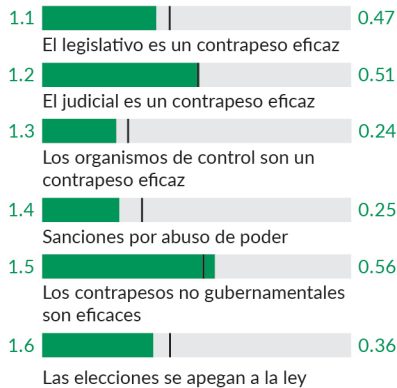 1.1 0.47
El legislativo es un contrapeso eficaz
1.2 0.51
El judicial es un contrapeso eficaz
1.3 0.24
Los organismos de control son un
contrapeso eficaz
1.4 0.25
Sanciones por abuso de poder
1.5 0.56
Los contrapesos no gubernamentales
son eficaces
1.6 0.36
Las elecciones se apegan a la ley